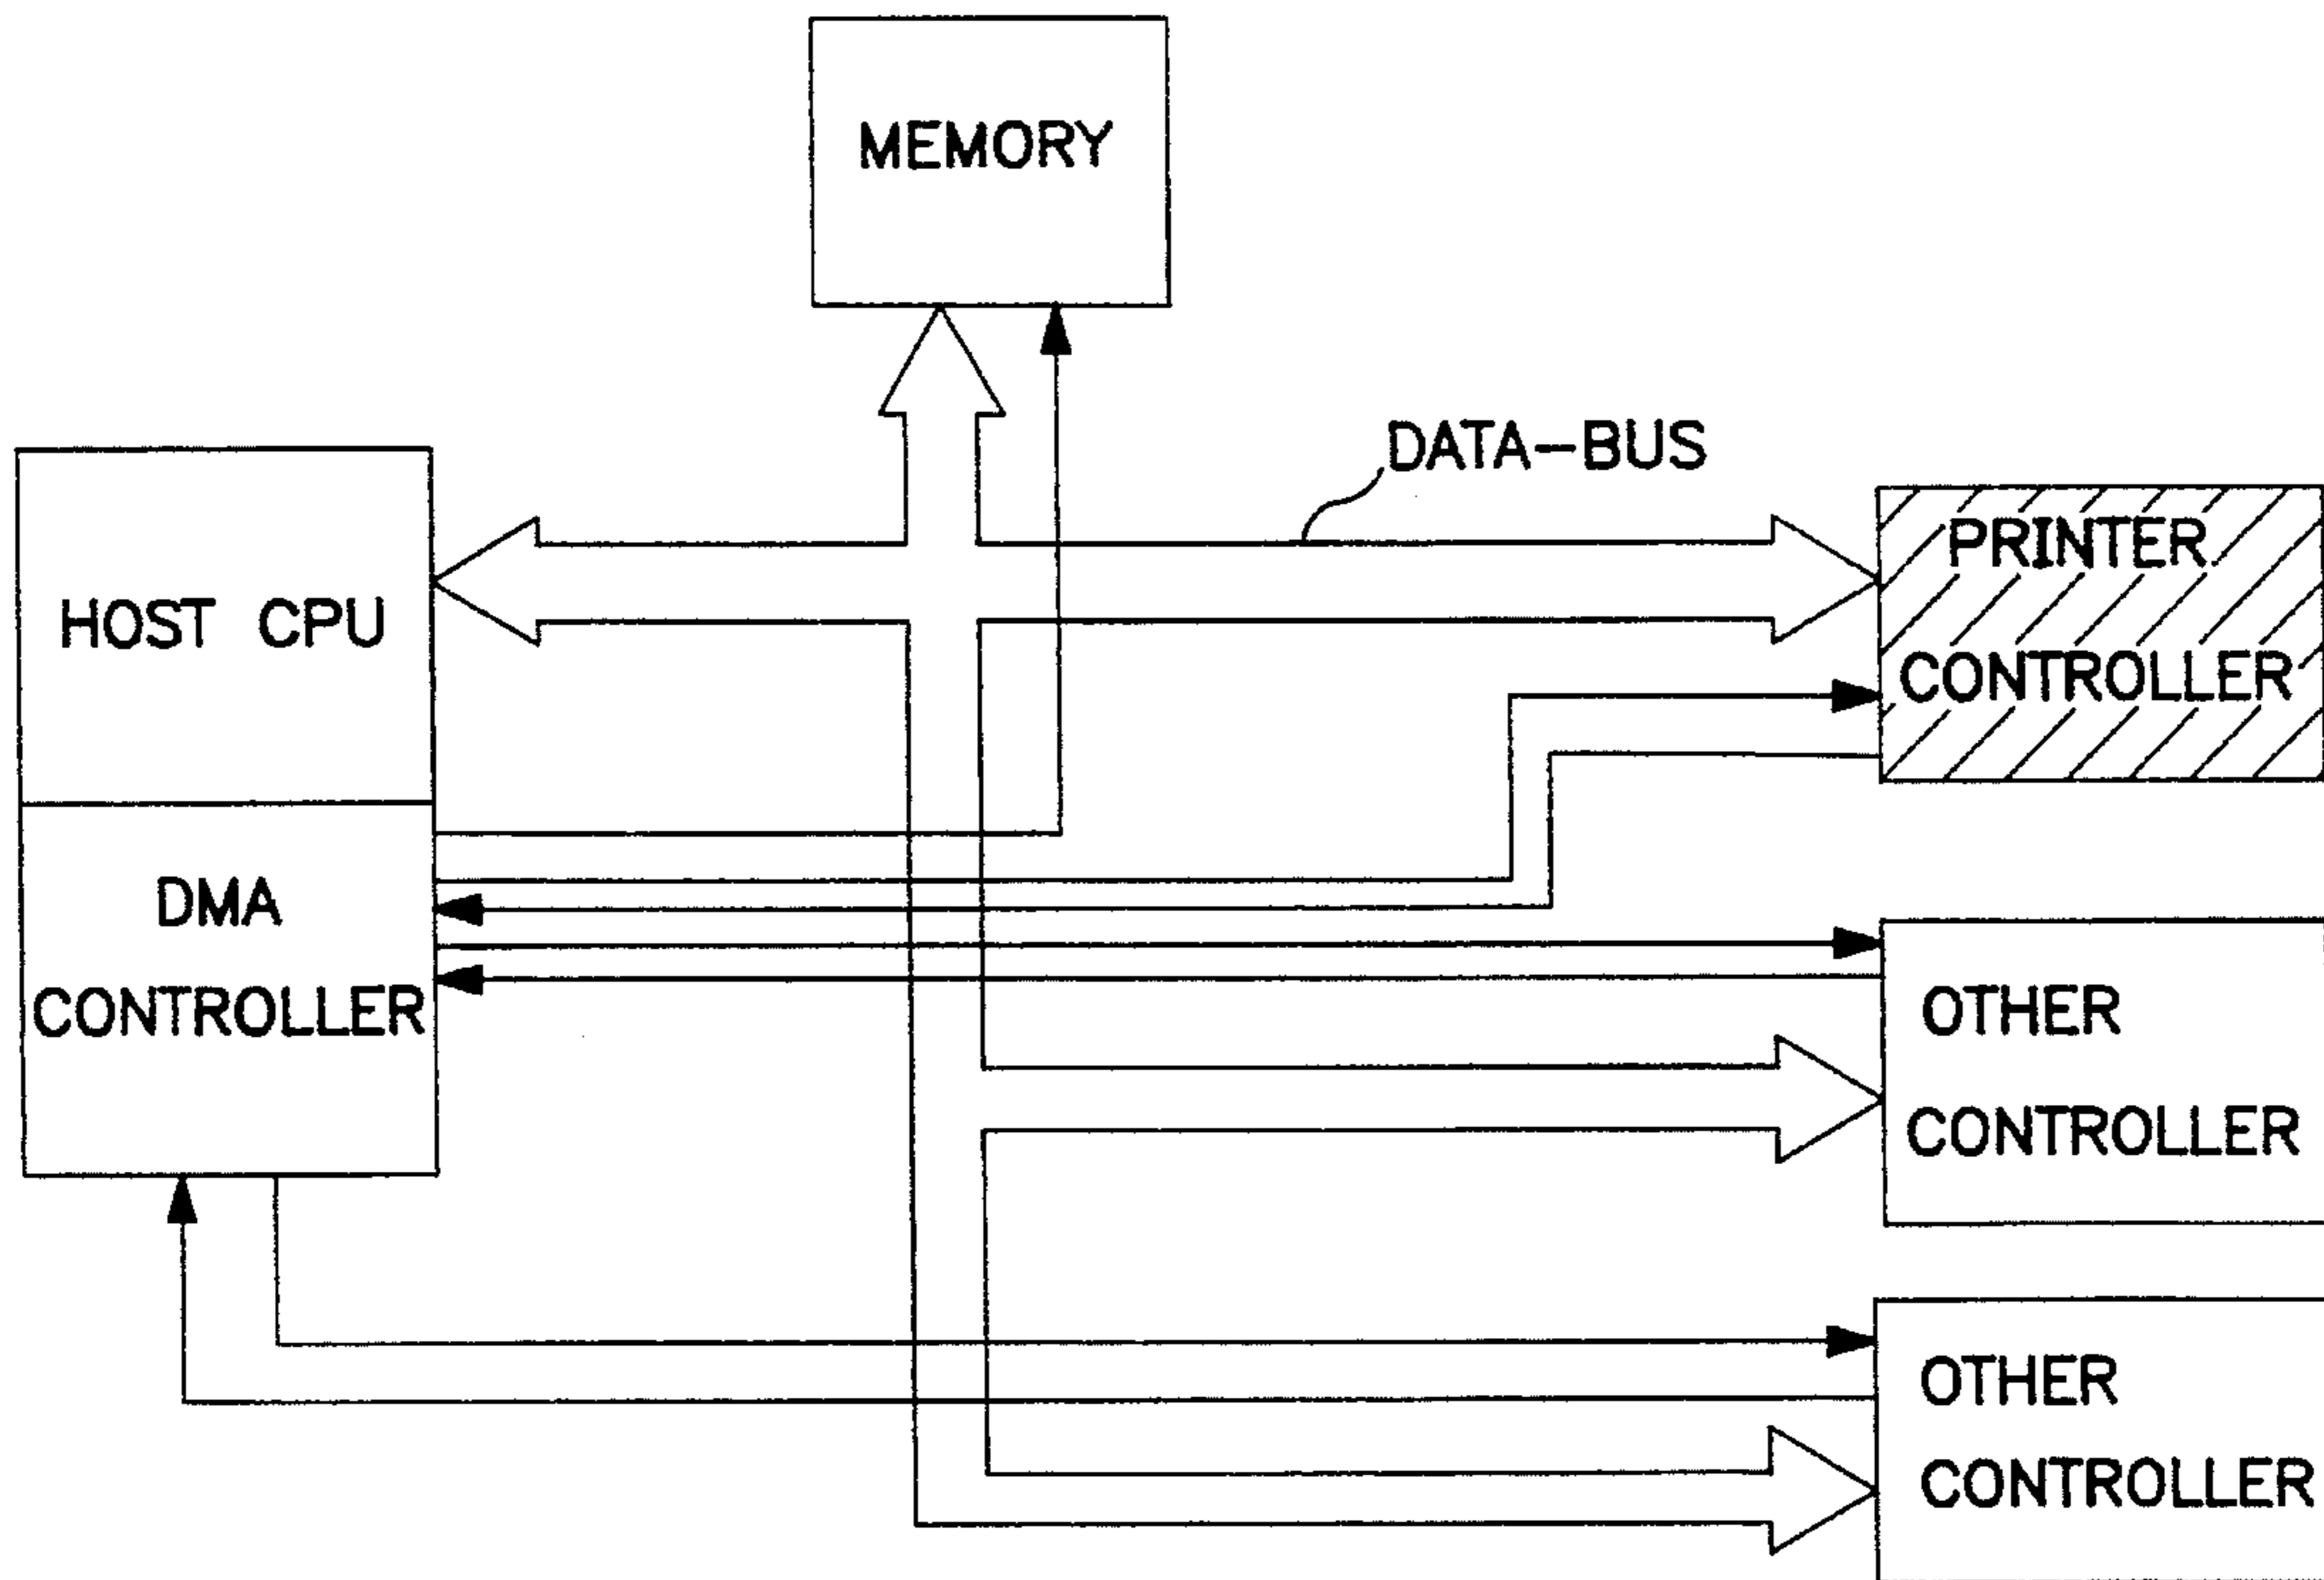 MEMORY
DATA-BUS
HOST CPU
PRINTER
CONTROLLER
DMA
CONTROLLER
OTHER
CONTROLLER
OTHER
CONTROLLER